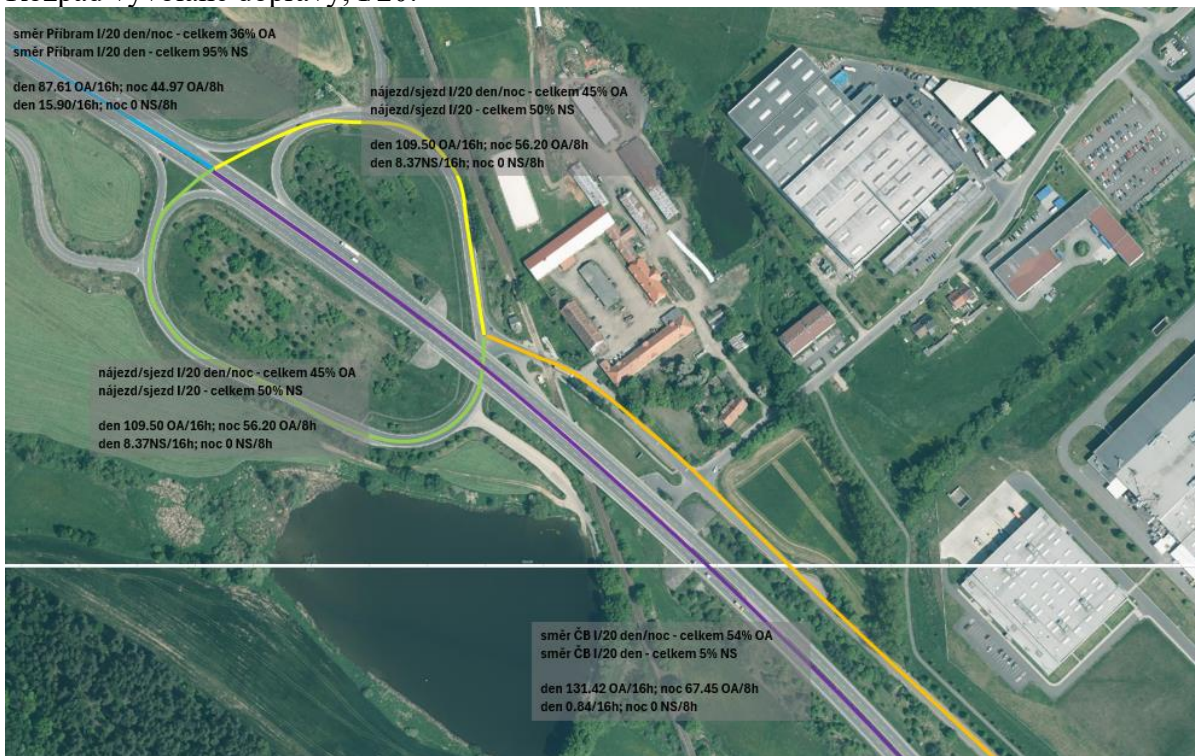 směr Příbram I/20 den/noc - celkem 36% OA
směr Příbram I/20 den - celkem 95% NS
den 87.61 OA/16h; noc 44.97 OA/8h
den 15.90/16h; noc 0 NS/8h
nájezd/sjezd I/20 den/noc - celkem 45% OA
nájezd/sjezd I/20 - celkem 50% NS
den 109.50 OA/16h; noc 56.20 OA/8h
den 8.37NS/16h; noc 0 NS/8h
nájezd/sjezd I/20 den/noc - celkem 45% OA
nájezd/sjezd I/20 - celkem 50% NS
den 109.50 OA/16h; noc 56.20 OA/8h
den 8.37NS/16h; noc 0 NS/8h
směr ČB I/20 den/noc - celkem 54% OA
směr ČB I/20 den - celkem 5% NS
den 131.42 OA/16h; noc 67.45 OA/8h
den 0.84/16h; noc 0 NS/8h